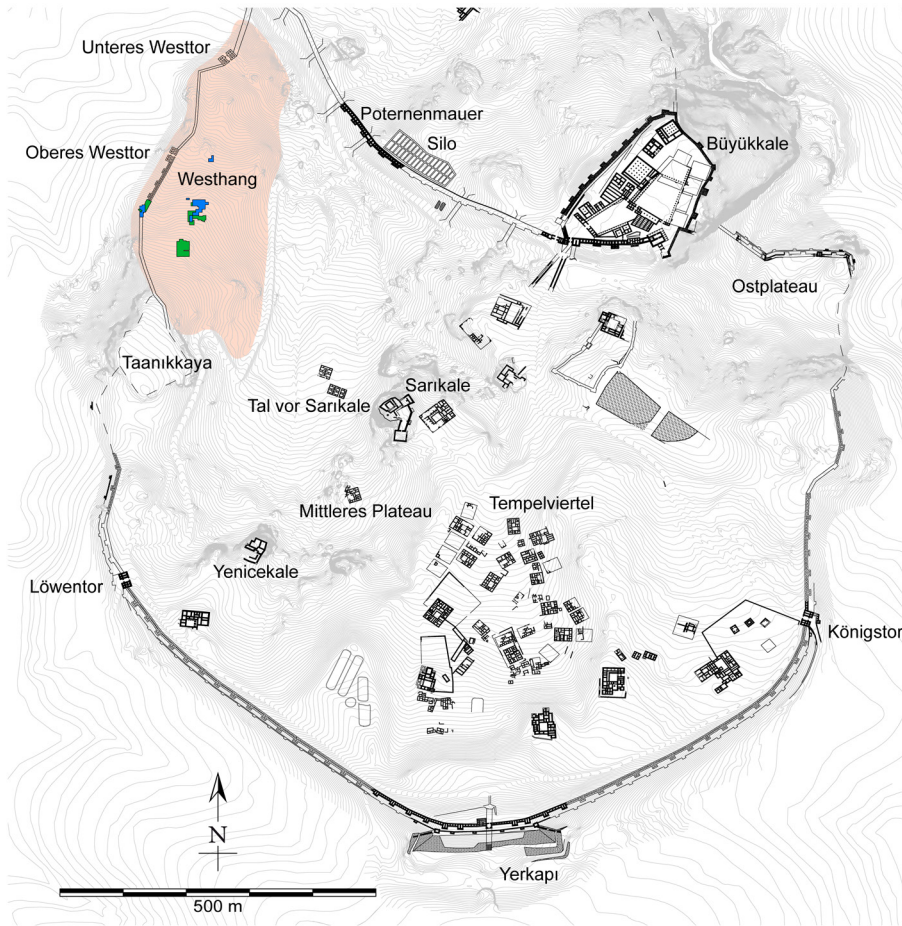 Unteres Westtor
Poternenmauer
Silo
Büyükkale
Oberes Westtor
Westhang
Ostplateau
Taanıkkaya
Sarıkale
Tal vor Sarıkale
Mittleres Plateau
Tempelviertel
Yenicekale
Löwentor
Königstor
N
Yerkapı
500 m